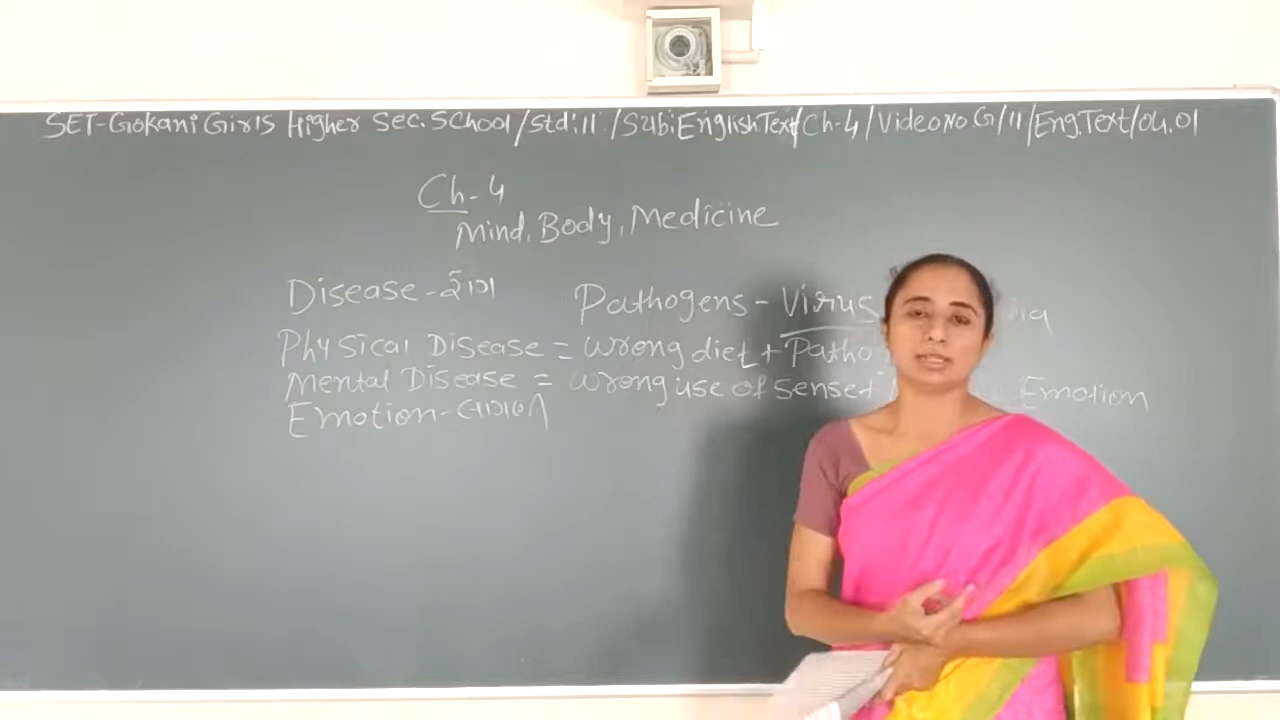 SET-Gokani Girls Higher Sec. School/Std:11./Sub:English Text/Ch-4/Video No.G/11/Eng.Text/04.01
Ch-4
Mind, Body, Medicine
Disease-રોગ
Pathogens - Virus
Physical Disease = wrong diet + Patho
Mental Disease = wrong use of sense+ Emotion
Emotion-લાગણી